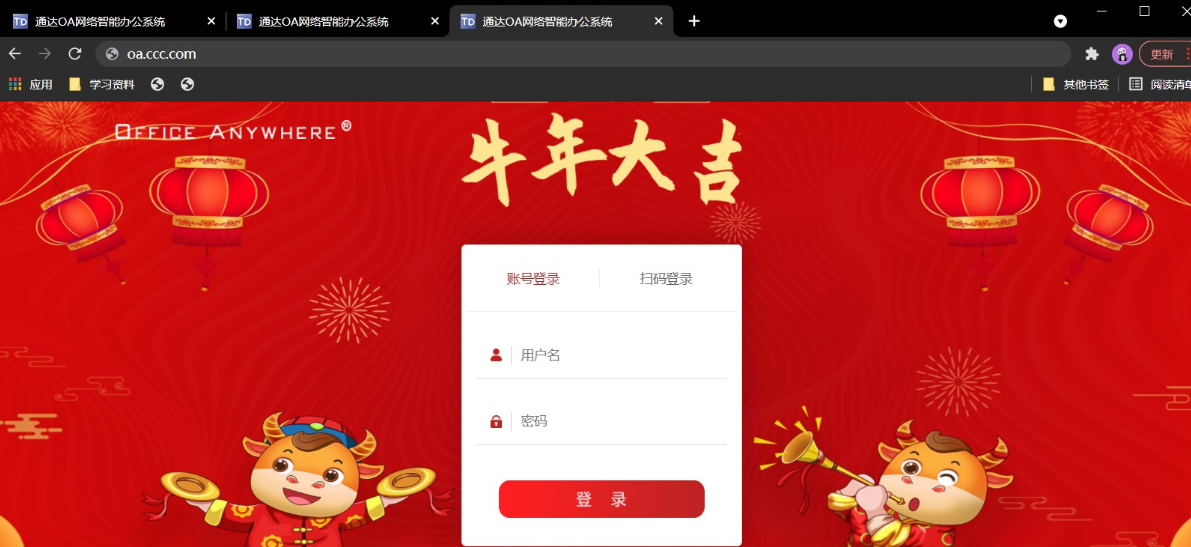 通达OA网络智能办公系统
通达OA网络智能办公系统
通达OA网络智能办公系统
oa.ccc.com
更新
应用
学习资料
其他书签
阅读清单
OFFICE ANYWHERE®
牛年大吉
账号登录
扫码登录
用户名
密码
登 录